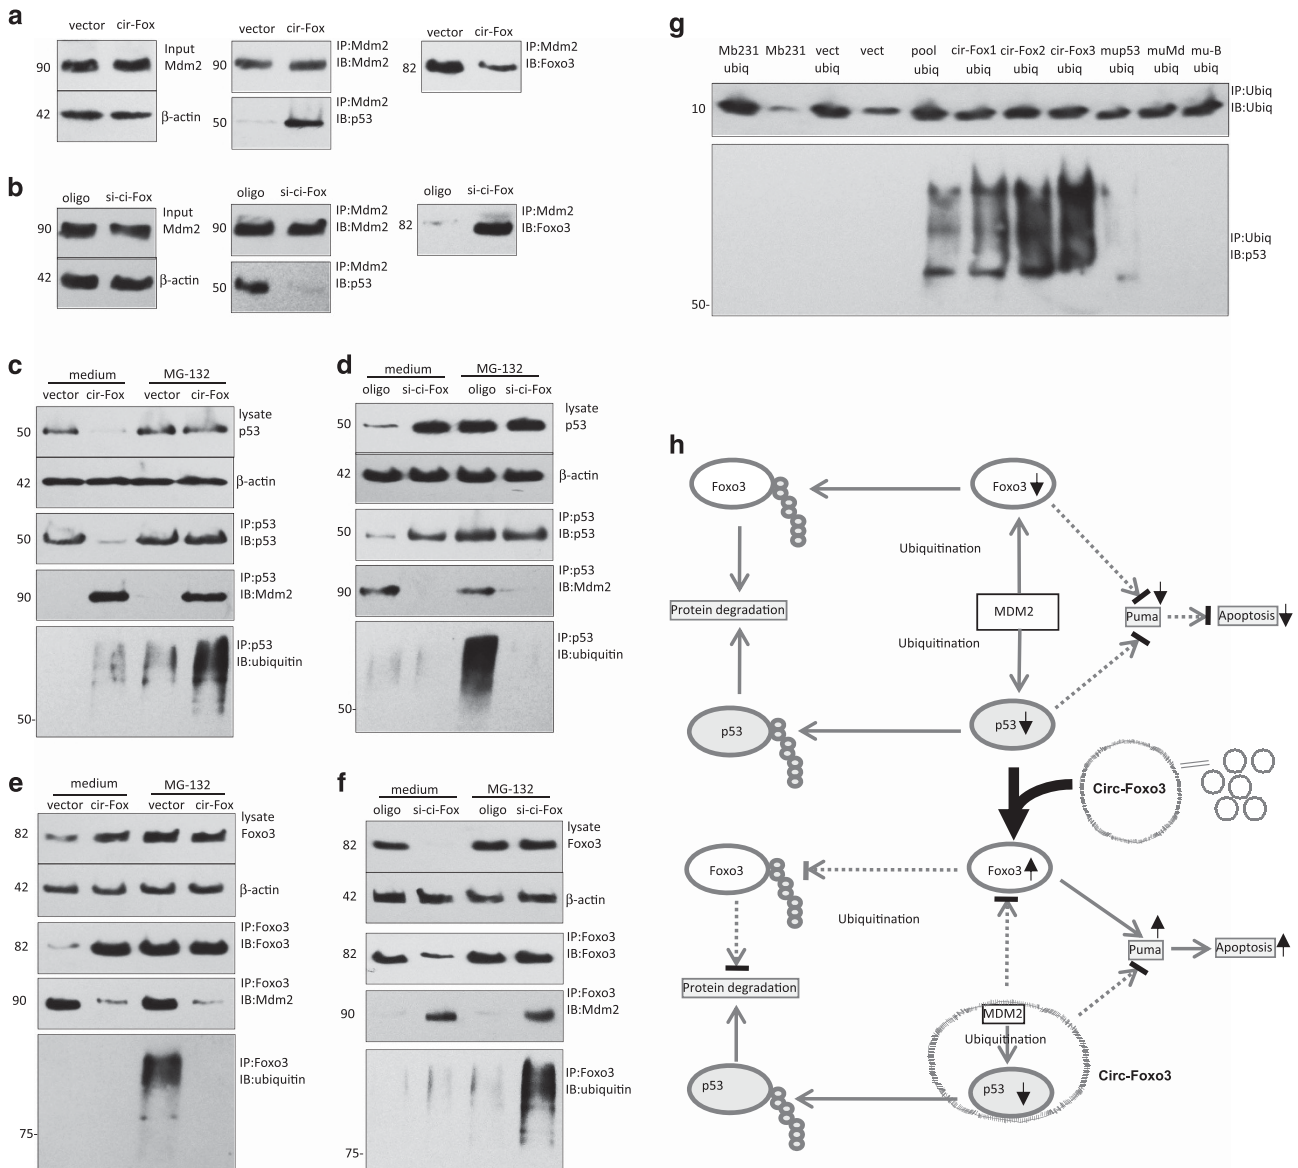 a
vector cir-Fox
Input
Mdm2
90
42
β-actin
vector cir-Fox
90
IP:Mdm2
IB:Mdm2
50
IP:Mdm2
IB:p53
vector cir-Fox
82
IP:Mdm2
IB:Foxo3
b
oligo si-ci-Fox
Input
Mdm2
90
42
β-actin
oligo si-ci-Fox
90
IP:Mdm2
IB:Mdm2
50
IP:Mdm2
IB:p53
oligo si-ci-Fox
82
IP:Mdm2
IB:Foxo3
c
medium MG-132
vector cir-Fox vector cir-Fox
lysate
p53
50
42
β-actin
IP:p53
IB:p53
50
IP:p53
IB:Mdm2
90
IP:p53
IB:ubiquitin
50-
d
medium MG-132
oligo si-ci-Fox oligo si-ci-Fox
lysate
p53
50
42
β-actin
IP:p53
IB:p53
50
IP:p53
IB:Mdm2
90
IP:p53
IB:ubiquitin
50-
e
medium MG-132
vector cir-Fox vector cir-Fox
lysate
Foxo3
82
42
β-actin
IP:Foxo3
IB:Foxo3
82
IP:Foxo3
IB:Mdm2
90
IP:Foxo3
IB:ubiquitin
75-
f
medium MG-132
oligo si-ci-Fox oligo si-ci-Fox
lysate
Foxo3
82
42
β-actin
IP:Foxo3
IB:Foxo3
82
IP:Foxo3
IB:Mdm2
90
IP:Foxo3
IB:ubiquitin
75-
g
Mb231 Mb231 vect vect pool cir-Fox1 cir-Fox2 cir-Fox3 mup53 muMd mu-B
ubiq ubiq ubiq ubiq ubiq ubiq ubiq ubiq ubiq
10
IP:Ubiq
IB:Ubiq
IP:Ubiq
IB:p53
50-
h
Foxo3 Foxo3
Ubiquitination
Protein degradation
MDM2
Puma
Apoptosis
Ubiquitination
p53 p53
Circ-Foxo3
Foxo3 Foxo3
Ubiquitination
Puma
Apoptosis
Protein degradation
MDM2
Ubiquitination
Circ-Foxo3
p53 p53